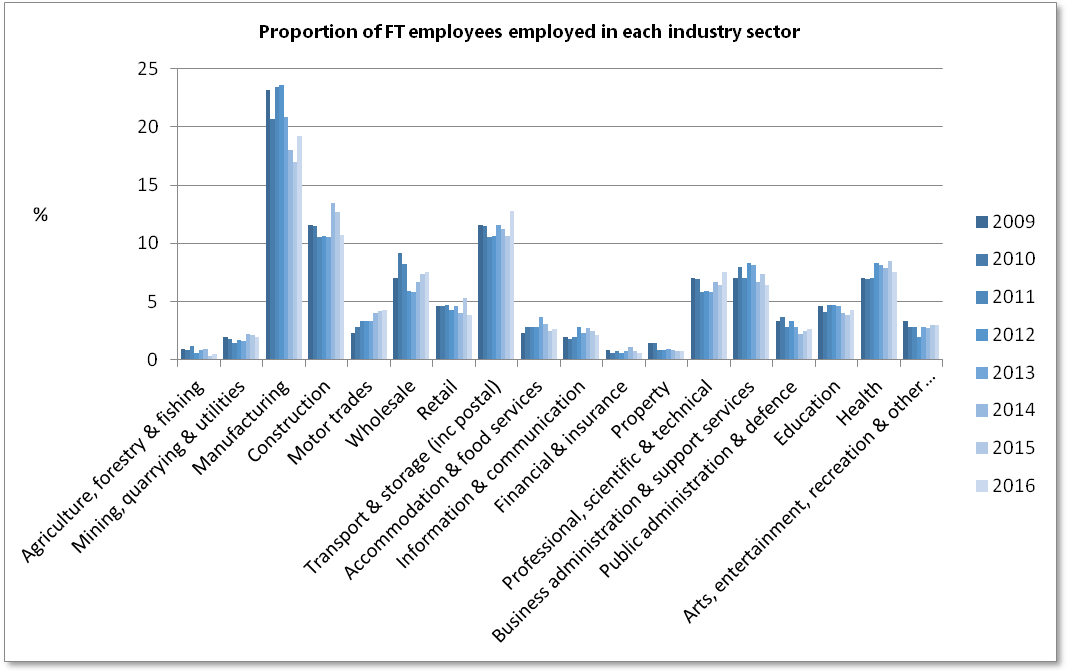 Proportion of FT employees employed in each industry sector
25
20
15
10
5
0
%
Agriculture, forestry & fishing
Mining, quarrying & utilities
Manufacturing
Construction
Motor trades
Wholesale
Retail
Transport & storage (inc postal)
Accommodation & food services
Information & communication
Financial & insurance
Property
Professional, scientific & technical
Business administration & support services
Public administration & defence
Education
Health
Arts, entertainment, recreation & other...
2009
2010
2011
2012
2013
2014
2015
2016